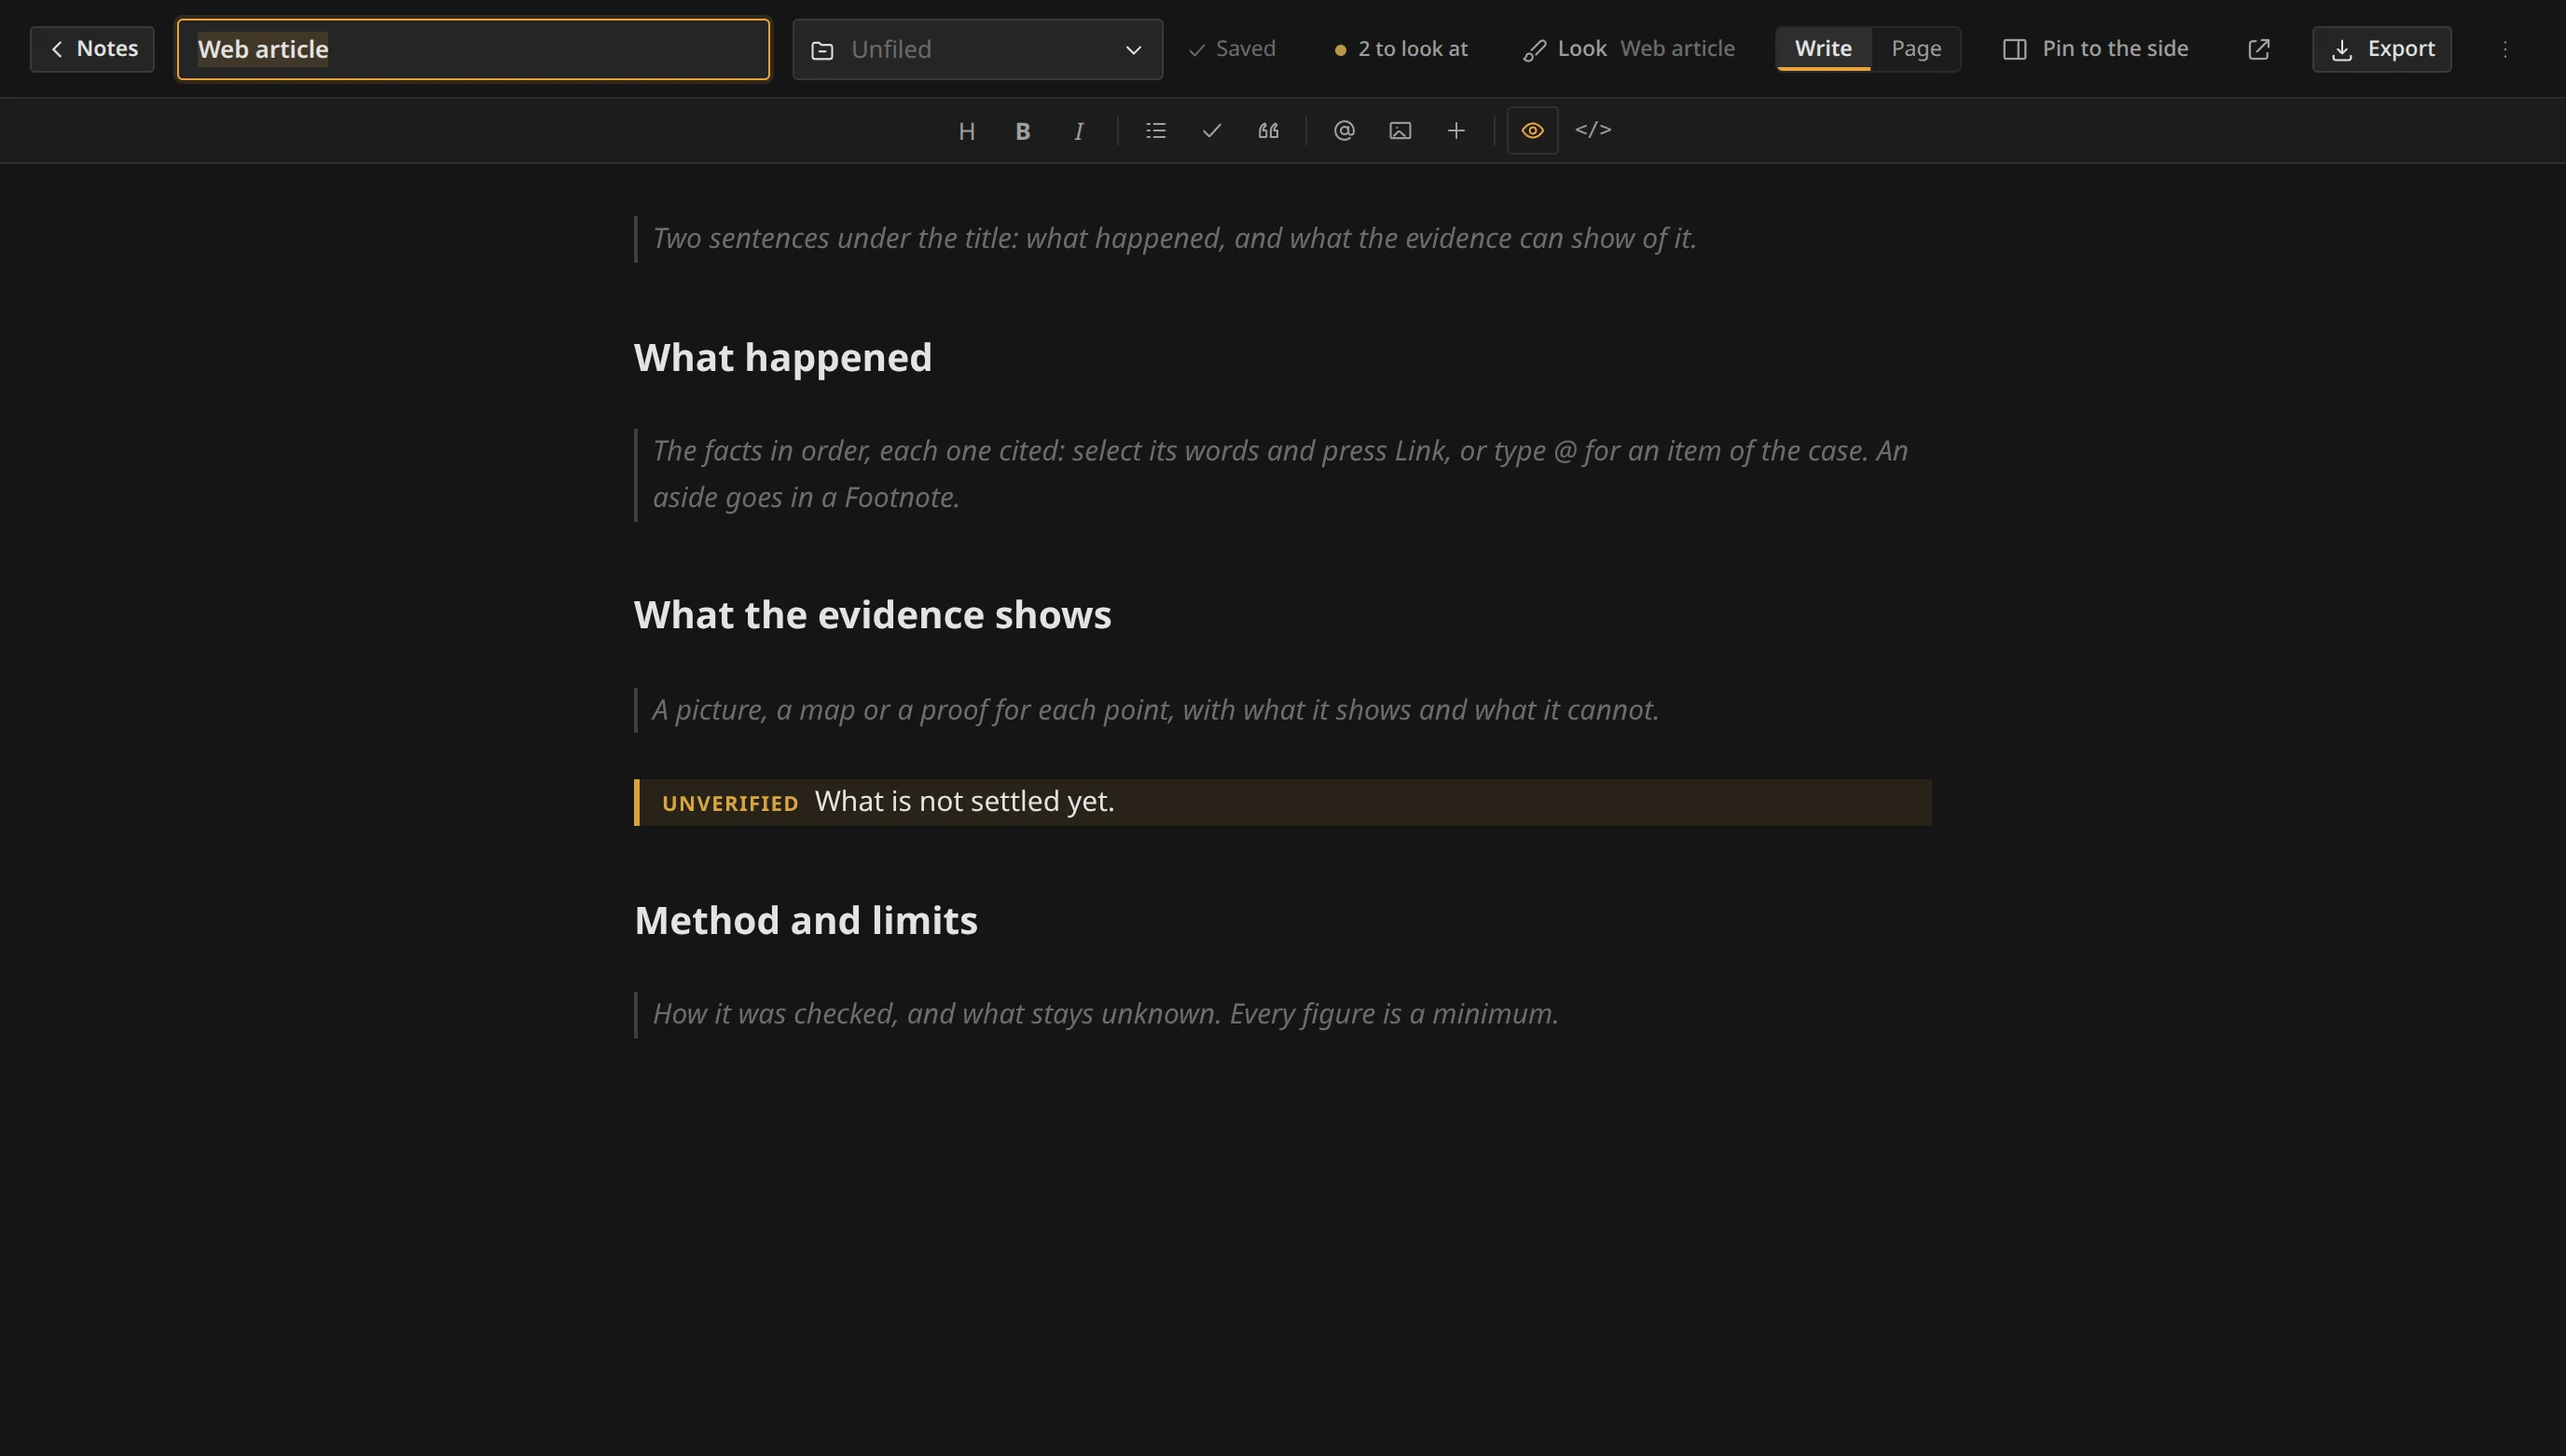 Notes
Web article
Unfiled
Saved
2 to look at
Look Web article
Write
Page
Pin to the side
Export
H B I @ + </>
Two sentences under the title: what happened, and what the evidence can show of it.
What happened
The facts in order, each one cited: select its words and press Link, or type @ for an item of the case. An
aside goes in a Footnote.
What the evidence shows
A picture, a map or a proof for each point, with what it shows and what it cannot.
UNVERIFIED What is not settled yet.
Method and limits
How it was checked, and what stays unknown. Every figure is a minimum.